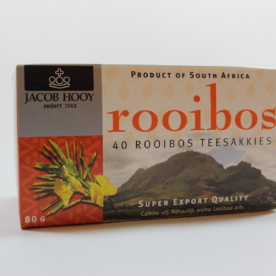 PRODUCT OF SOUTH AFRICA
JACOB HOOY
sedert 1743
rooibos
40 ROOIBOS TEESAKKIES
SUPER EXPORT QUALITY
80 G